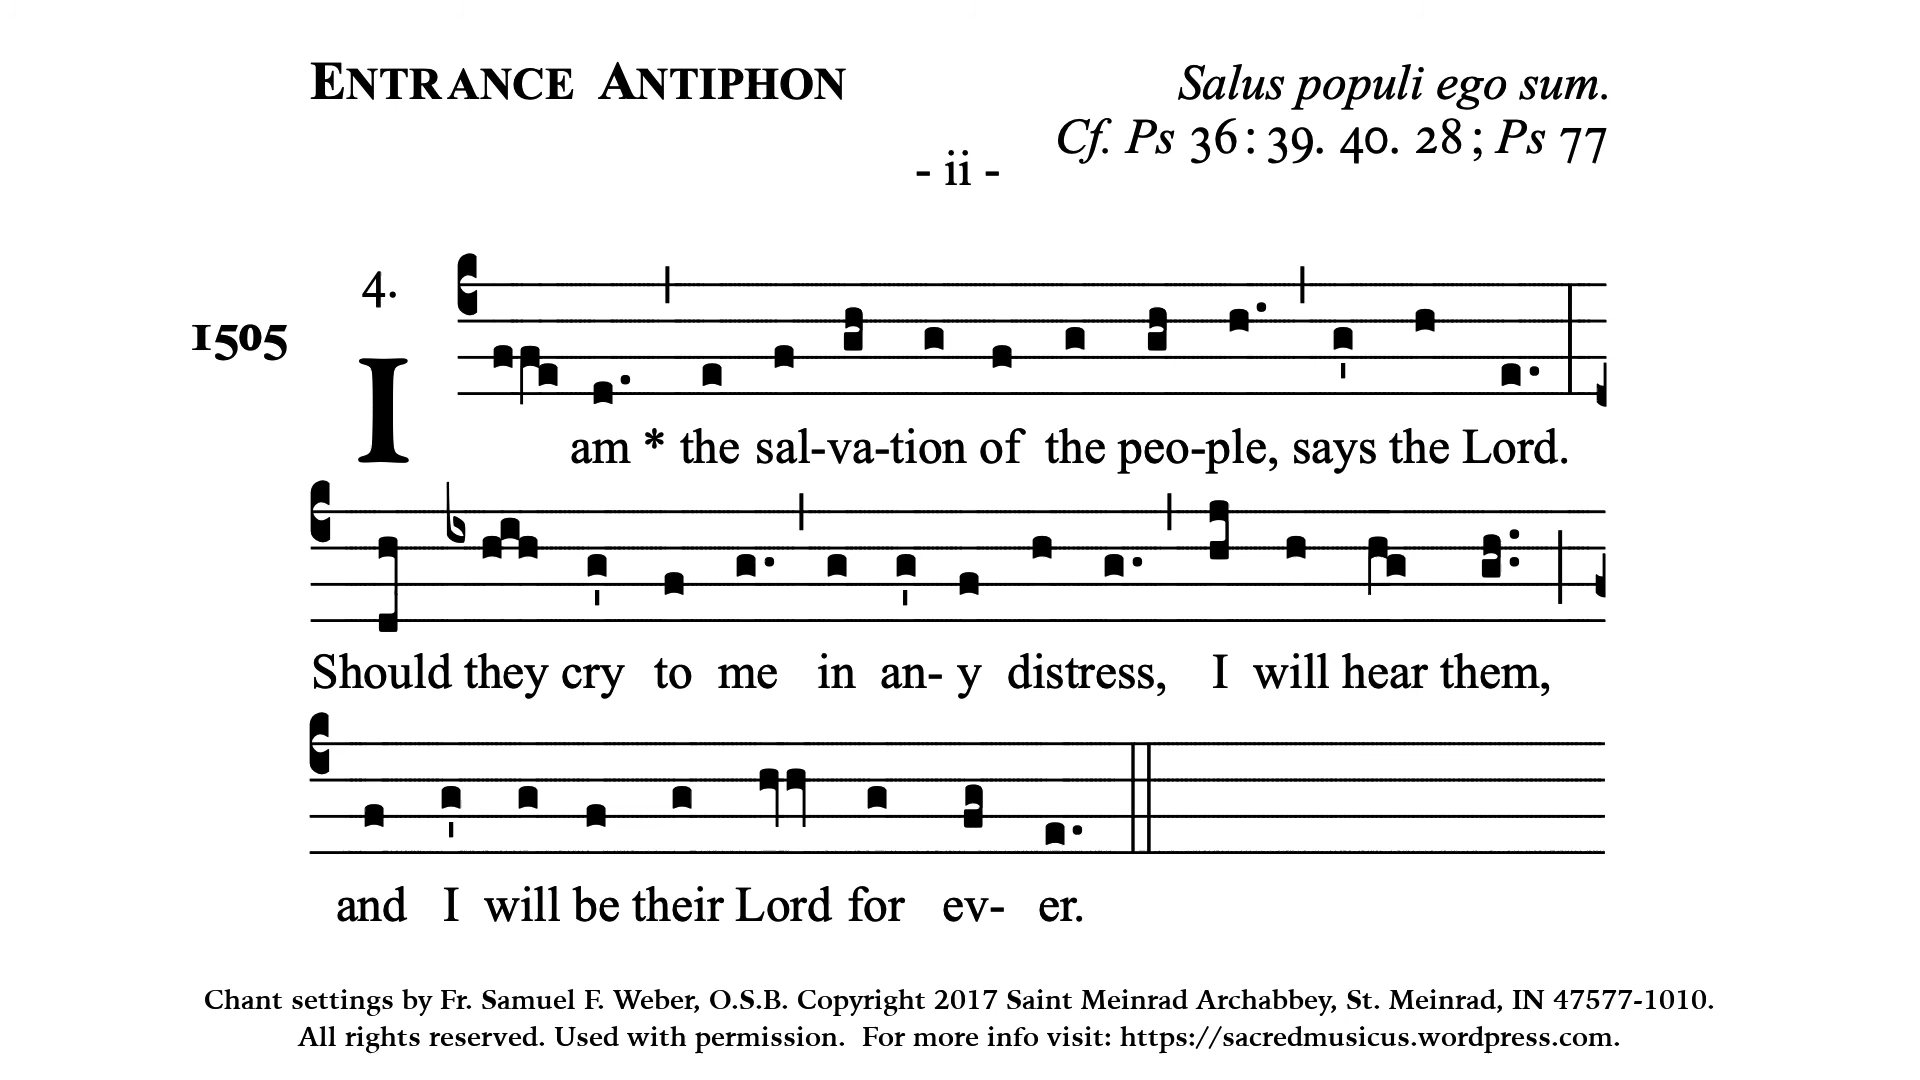 ENTRANCE ANTIPHON
Salus populi ego sum.
Cf. Ps 36 : 39. 40. 28 ; Ps 77
- ii -
4.
1505
I am * the sal-va-tion of the peo-ple, says the Lord.
Should they cry to me in an- y distress, I will hear them,
and I will be their Lord for ev- er.
Chant settings by Fr. Samuel F. Weber, O.S.B. Copyright 2017 Saint Meinrad Archabbey, St. Meinrad, IN 47577-1010.
All rights reserved. Used with permission. For more info visit: https://sacredmusicus.wordpress.com.